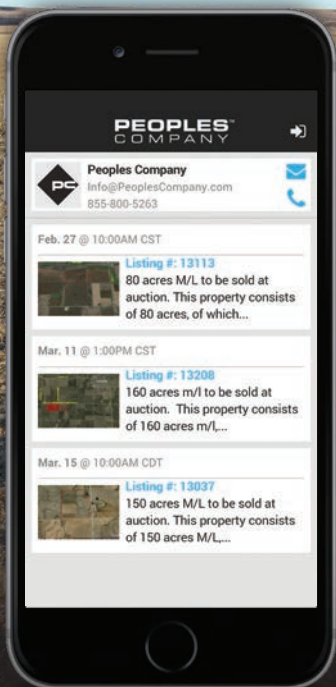 PEOPLES™
COMPANY
PC
Peoples Company
Info@PeoplesCompany.com
855-800-5263
Feb. 27 @ 10:00AM CST
Listing #: 13113
80 acres M/L to be sold at
auction. This property consists
of 80 acres, of which...
Mar. 11 @ 1:00PM CST
Listing #: 13208
160 acres m/l to be sold at
auction. This property consists
of 160 acres m/l,...
Mar. 15 @ 10:00AM CDT
Listing #: 13037
150 acres M/L to be sold at
auction. This property consists
of 150 acres M/L,...